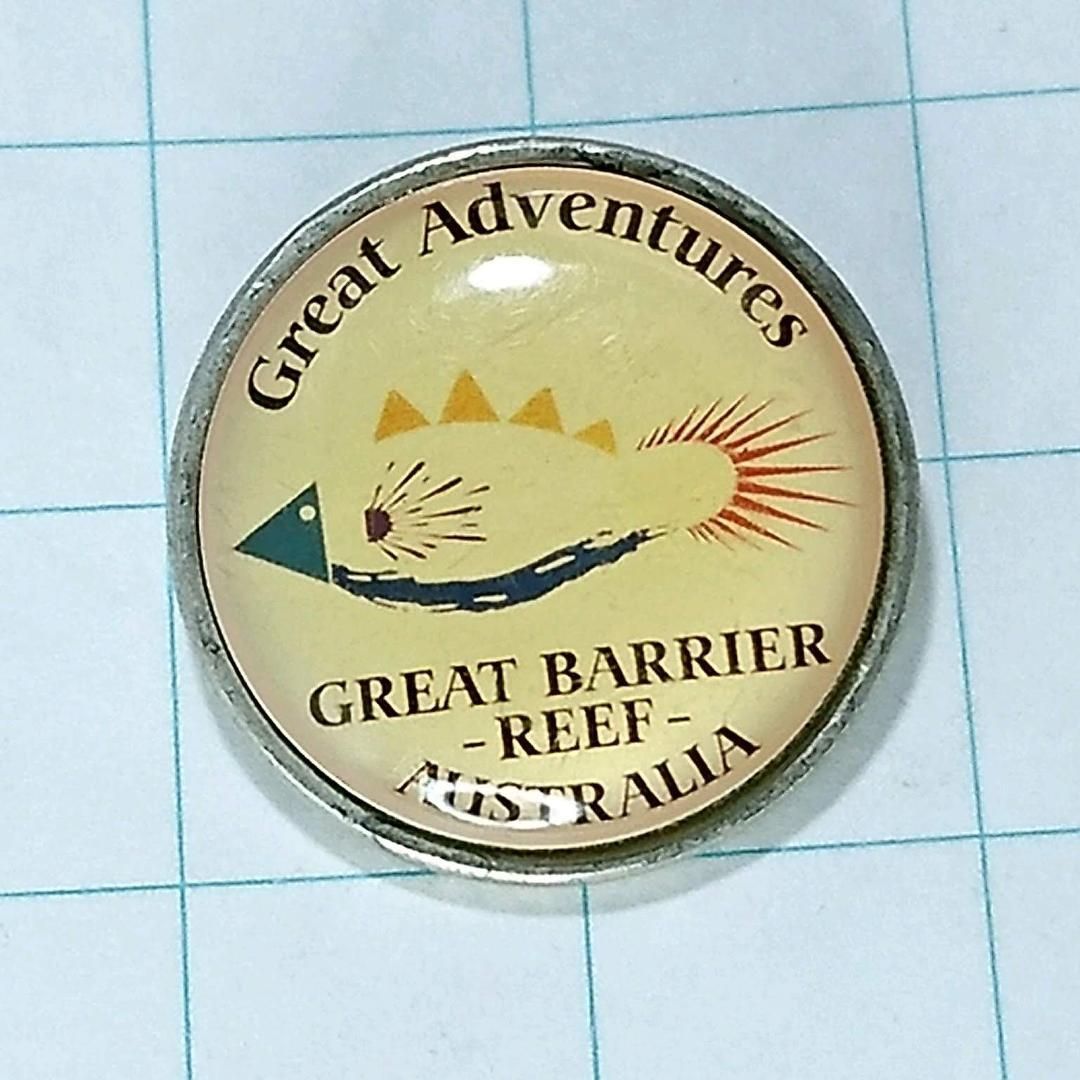 Great Adventures
GREAT BARRIER
-REEF-
AUSTRALIA